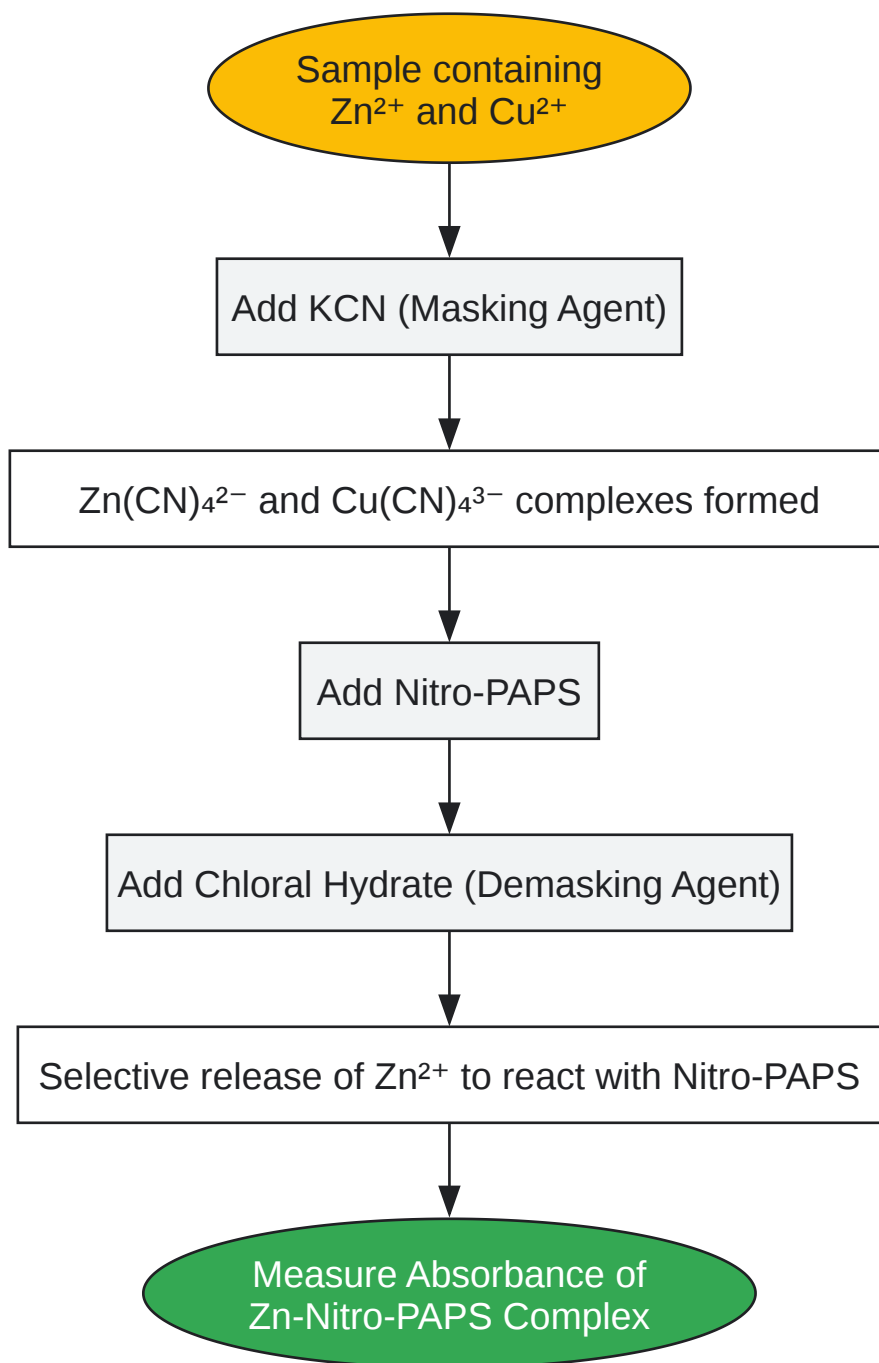 Sample containing
Zn²⁺ and Cu²⁺
Add KCN (Masking Agent)
Zn(CN)₄²⁻ and Cu(CN)₄³⁻ complexes formed
Add Nitro-PAPS
Add Chloral Hydrate (Demasking Agent)
Selective release of Zn²⁺ to react with Nitro-PAPS
Measure Absorbance of
Zn-Nitro-PAPS Complex